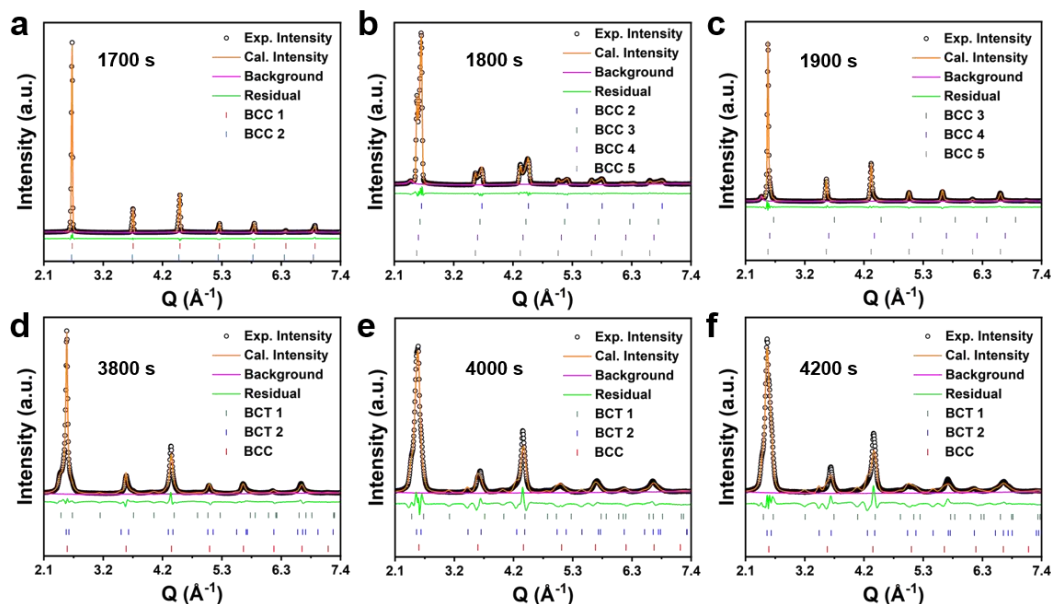 a
1700 s
Exp. Intensity
Cal. Intensity
Background
Residual
BCC 1
BCC 2
Intensity (a.u.)
2.1 3.2 4.2 5.3 6.3 7.4
Q (Å⁻¹)
b
1800 s
Exp. Intensity
Cal. Intensity
Background
Residual
BCC 2
BCC 3
BCC 4
BCC 5
Intensity (a.u.)
2.1 3.2 4.2 5.3 6.3 7.4
Q (Å⁻¹)
c
1900 s
Exp. Intensity
Cal. Intensity
Background
Residual
BCC 3
BCC 4
BCC 5
Intensity (a.u.)
2.1 3.2 4.2 5.3 6.3 7.4
Q (Å⁻¹)
d
3800 s
Exp. Intensity
Cal. Intensity
Background
Residual
BCT 1
BCT 2
BCC
Intensity (a.u.)
2.1 3.2 4.2 5.3 6.3 7.4
Q (Å⁻¹)
e
4000 s
Exp. Intensity
Cal. Intensity
Background
Residual
BCT 1
BCT 2
BCC
Intensity (a.u.)
2.1 3.2 4.2 5.3 6.3 7.4
Q (Å⁻¹)
f
4200 s
Exp. Intensity
Cal. Intensity
Background
Residual
BCT 1
BCT 2
BCC
Intensity (a.u.)
2.1 3.2 4.2 5.3 6.3 7.4
Q (Å⁻¹)